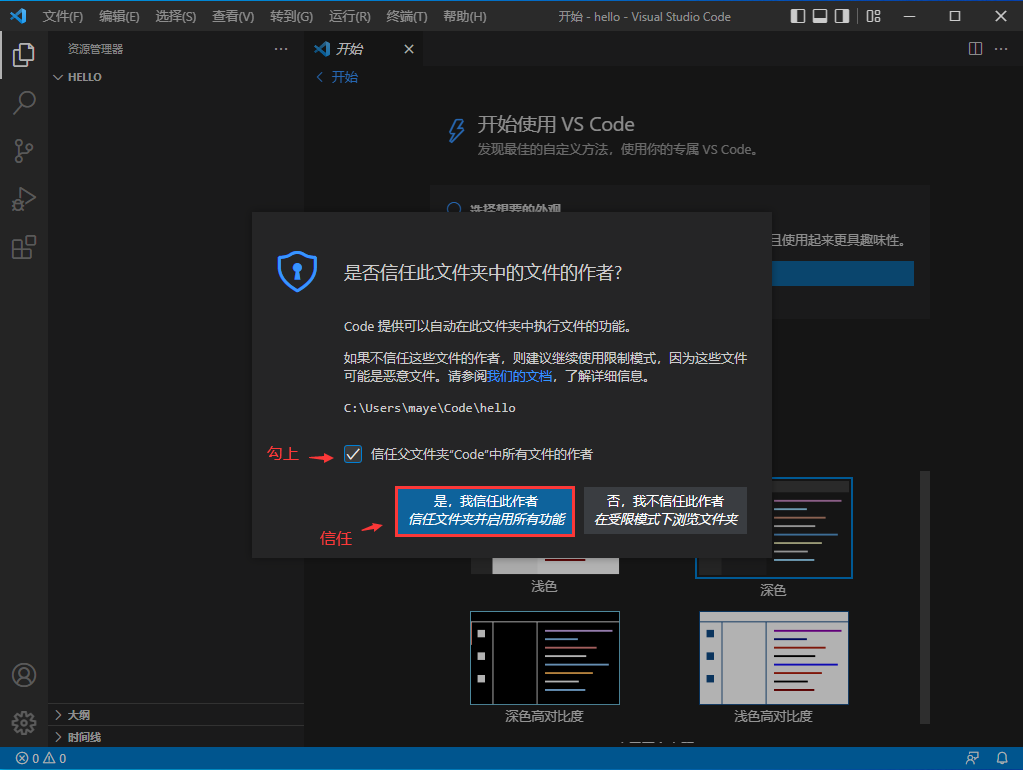 文件(F) 编辑(E) 选择(S) 查看(V) 转到(G) 运行(R) 终端(T) 帮助(H) 开始 - hello - Visual Studio Code
资源管理器
开始
HELLO
开始
开始使用 VS Code
发现最佳的自定义方法，使用你的专属 VS Code。
选择想要的外观
且使用起来更具趣味性。
是否信任此文件夹中的文件的作者?
Code 提供可以自动在此文件夹中执行文件的功能。
如果不信任这些文件的作者，则建议继续使用限制模式，因为这些文件
可能是恶意文件。请参阅我们的文档，了解详细信息。
C:\Users\maye\Code\hello
勾上
信任父文件夹"Code"中所有文件的作者
是，我信任此作者
信任文件夹并启用所有功能
否，我不信任此作者
在受限模式下浏览文件夹
信任
浅色
深色
深色高对比度
浅色高对比度
大纲
时间线
0 0